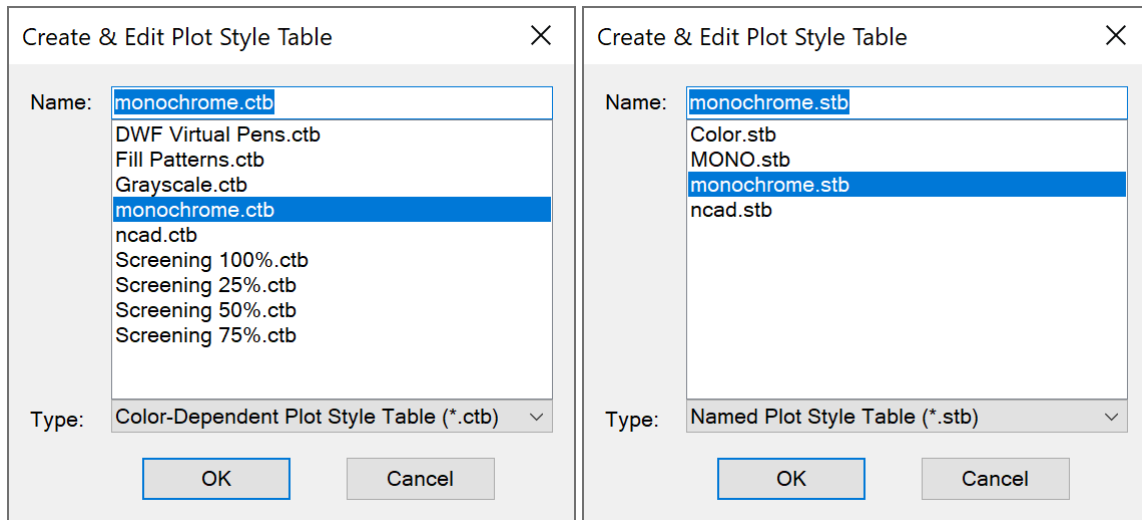 Create & Edit Plot Style Table
Name: monochrome.ctb
DWF Virtual Pens.ctb
Fill Patterns.ctb
Grayscale.ctb
monochrome.ctb
ncad.ctb
Screening 100%.ctb
Screening 25%.ctb
Screening 50%.ctb
Screening 75%.ctb
Type: Color-Dependent Plot Style Table (*.ctb)
OK Cancel
Create & Edit Plot Style Table
Name: monochrome.stb
Color.stb
MONO.stb
monochrome.stb
ncad.stb
Type: Named Plot Style Table (*.stb)
OK Cancel